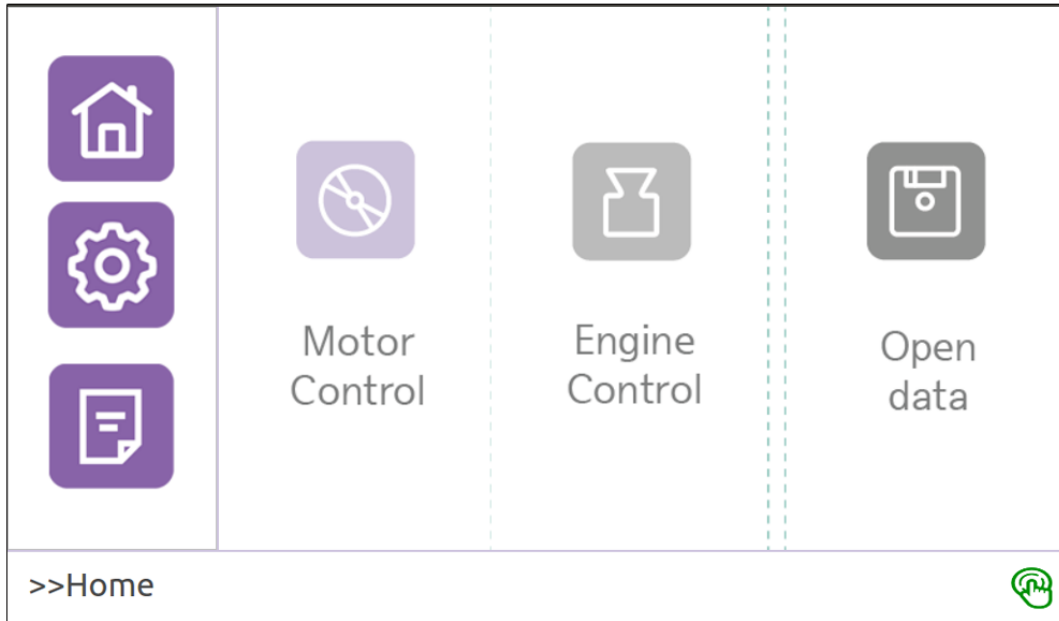 Motor
Control
Engine
Control
Open
data
>>Home